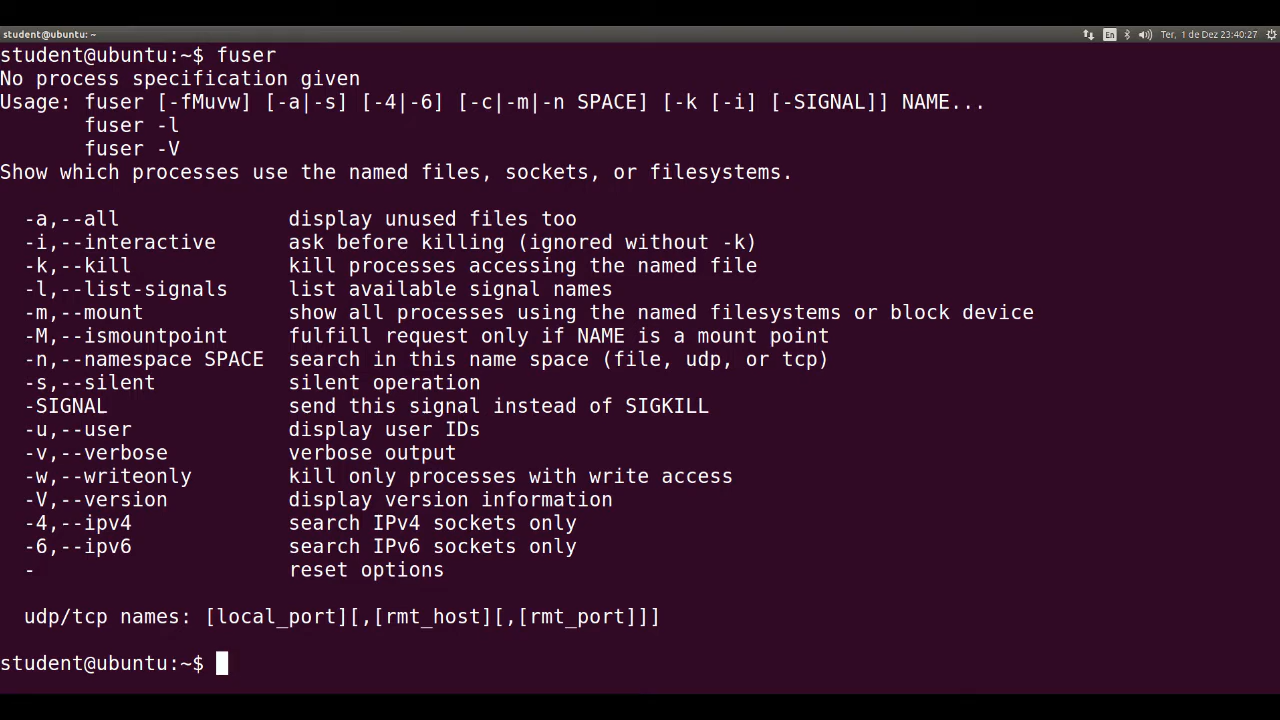 student@ubuntu: ~
En
Ter, 1 de Dez 23:40:27
student@ubuntu:~$ fuser
No process specification given
Usage: fuser [-fMuvw] [-a|-s] [-4|-6] [-c|-m|-n SPACE] [-k [-i] [-SIGNAL]] NAME...
       fuser -l
       fuser -V
Show which processes use the named files, sockets, or filesystems.

  -a,--all              display unused files too
  -i,--interactive      ask before killing (ignored without -k)
  -k,--kill             kill processes accessing the named file
  -l,--list-signals     list available signal names
  -m,--mount            show all processes using the named filesystems or block device
  -M,--ismountpoint     fulfill request only if NAME is a mount point
  -n,--namespace SPACE  search in this name space (file, udp, or tcp)
  -s,--silent           silent operation
  -SIGNAL               send this signal instead of SIGKILL
  -u,--user             display user IDs
  -v,--verbose          verbose output
  -w,--writeonly        kill only processes with write access
  -V,--version          display version information
  -4,--ipv4             search IPv4 sockets only
  -6,--ipv6             search IPv6 sockets only
  -                     reset options

  udp/tcp names: [local_port][,[rmt_host][,[rmt_port]]]

student@ubuntu:~$